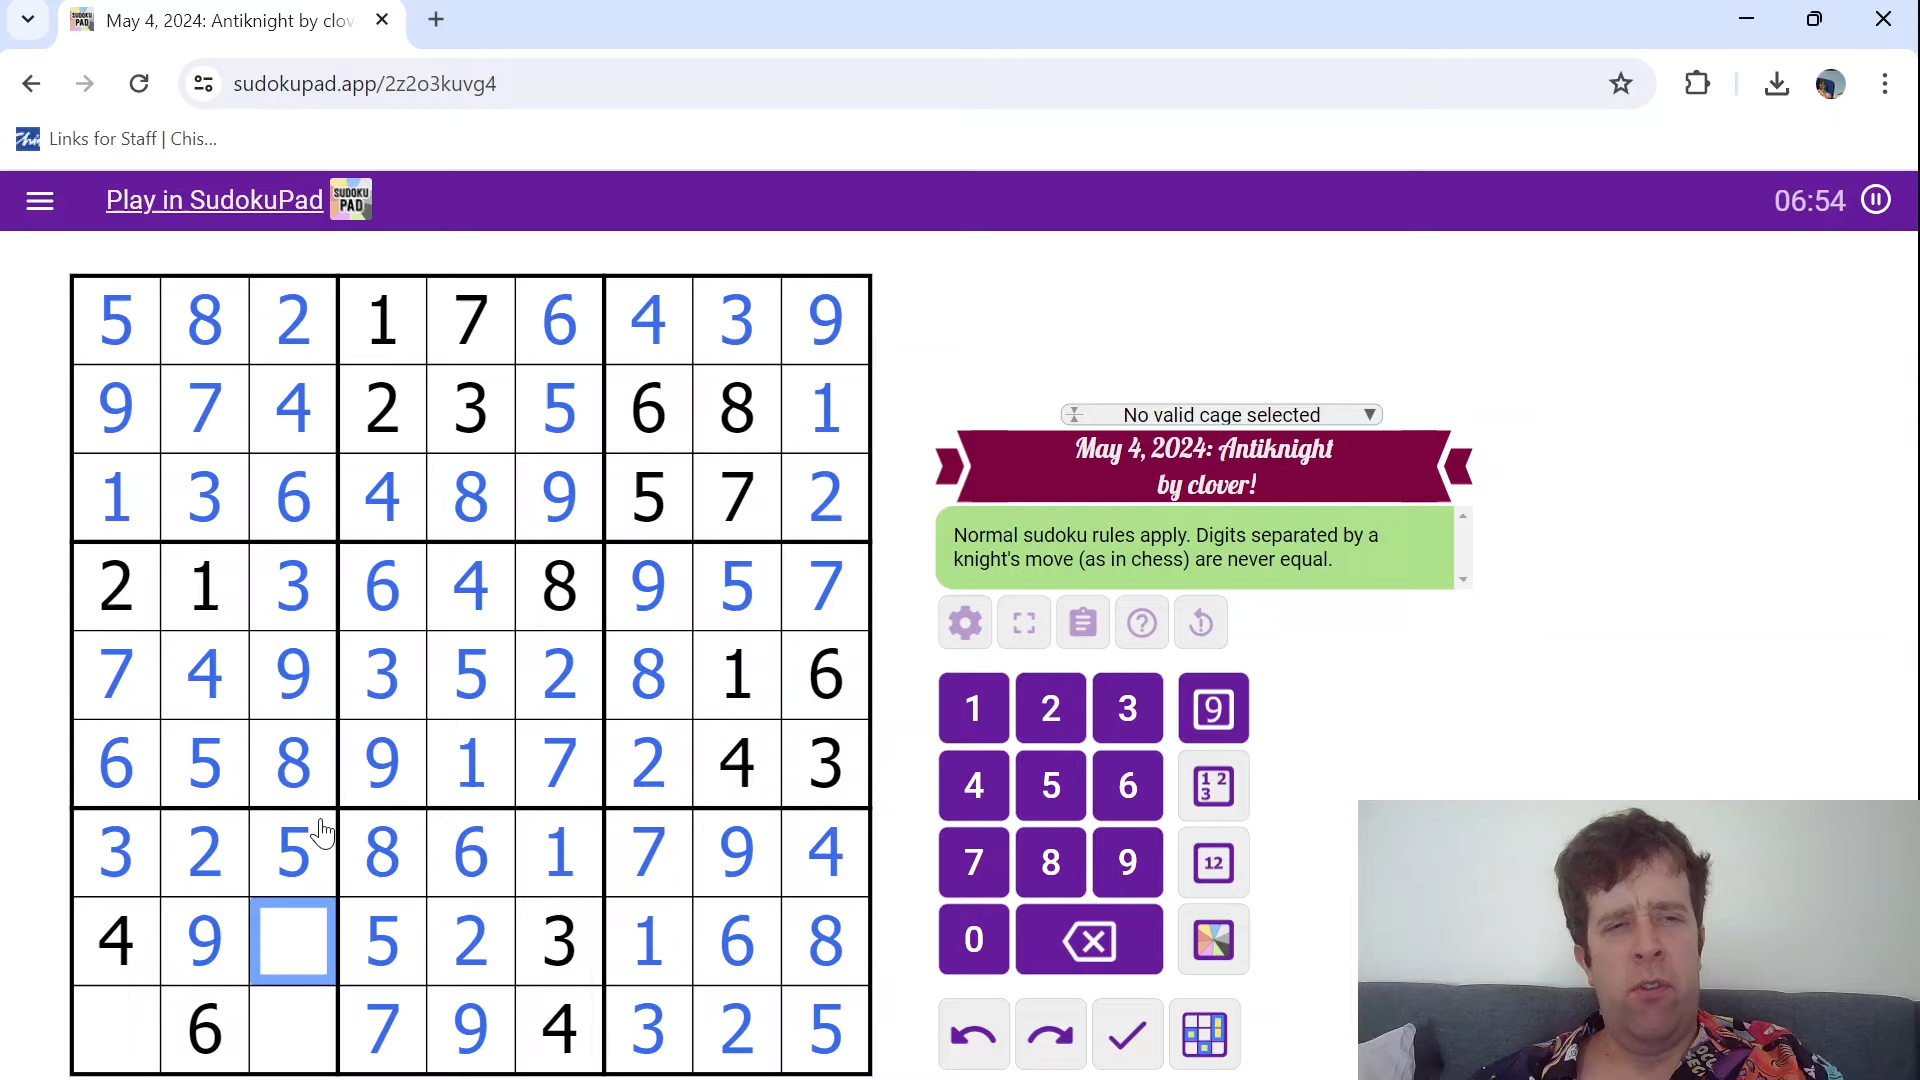 May 4, 2024: Antiknight by clov
sudokupad.app/2z2o3kuvg4
Links for Staff | Chis...
Play in SudokuPad
SUDOKU PAD
06:54
5 8 2 1 7 6 4 3 9
9 7 4 2 3 5 6 8 1
1 3 6 4 8 9 5 7 2
2 1 3 6 4 8 9 5 7
7 4 9 3 5 2 8 1 6
6 5 8 9 1 7 2 4 3
3 2 5 8 6 1 7 9 4
4 9 5 2 3 1 6 8
6 7 9 4 3 2 5
No valid cage selected
May 4, 2024: Antiknight
by clover!
Normal sudoku rules apply. Digits separated by a
knight's move (as in chess) are never equal.
1 2 3 9
4 5 6 1 2 3
7 8 9 12
0